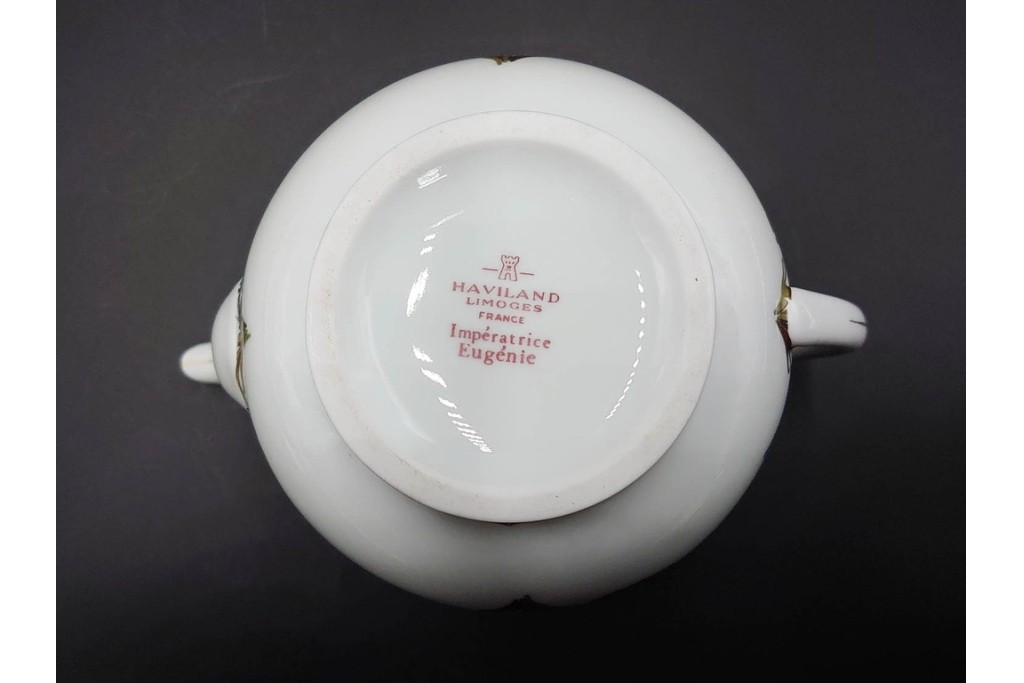 HAVILAND
LIMOGES
FRANCE
Impératrice
Eugénie